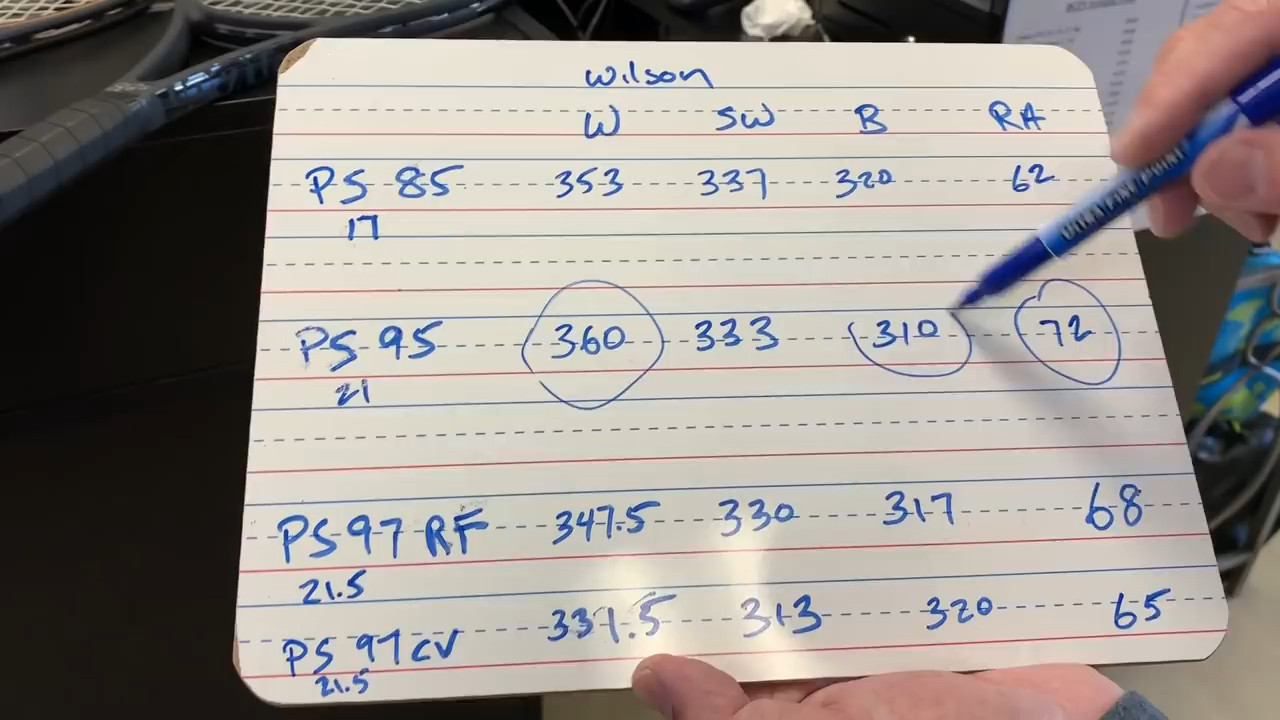 Wilson
W SW B RA
PS 85 353 337 320 62
17
PS 95 360 333 310 72
21
PS 97 RF 347.5 330 317 68
21.5
PS 97 CV 331.5 313 320 65
21.5